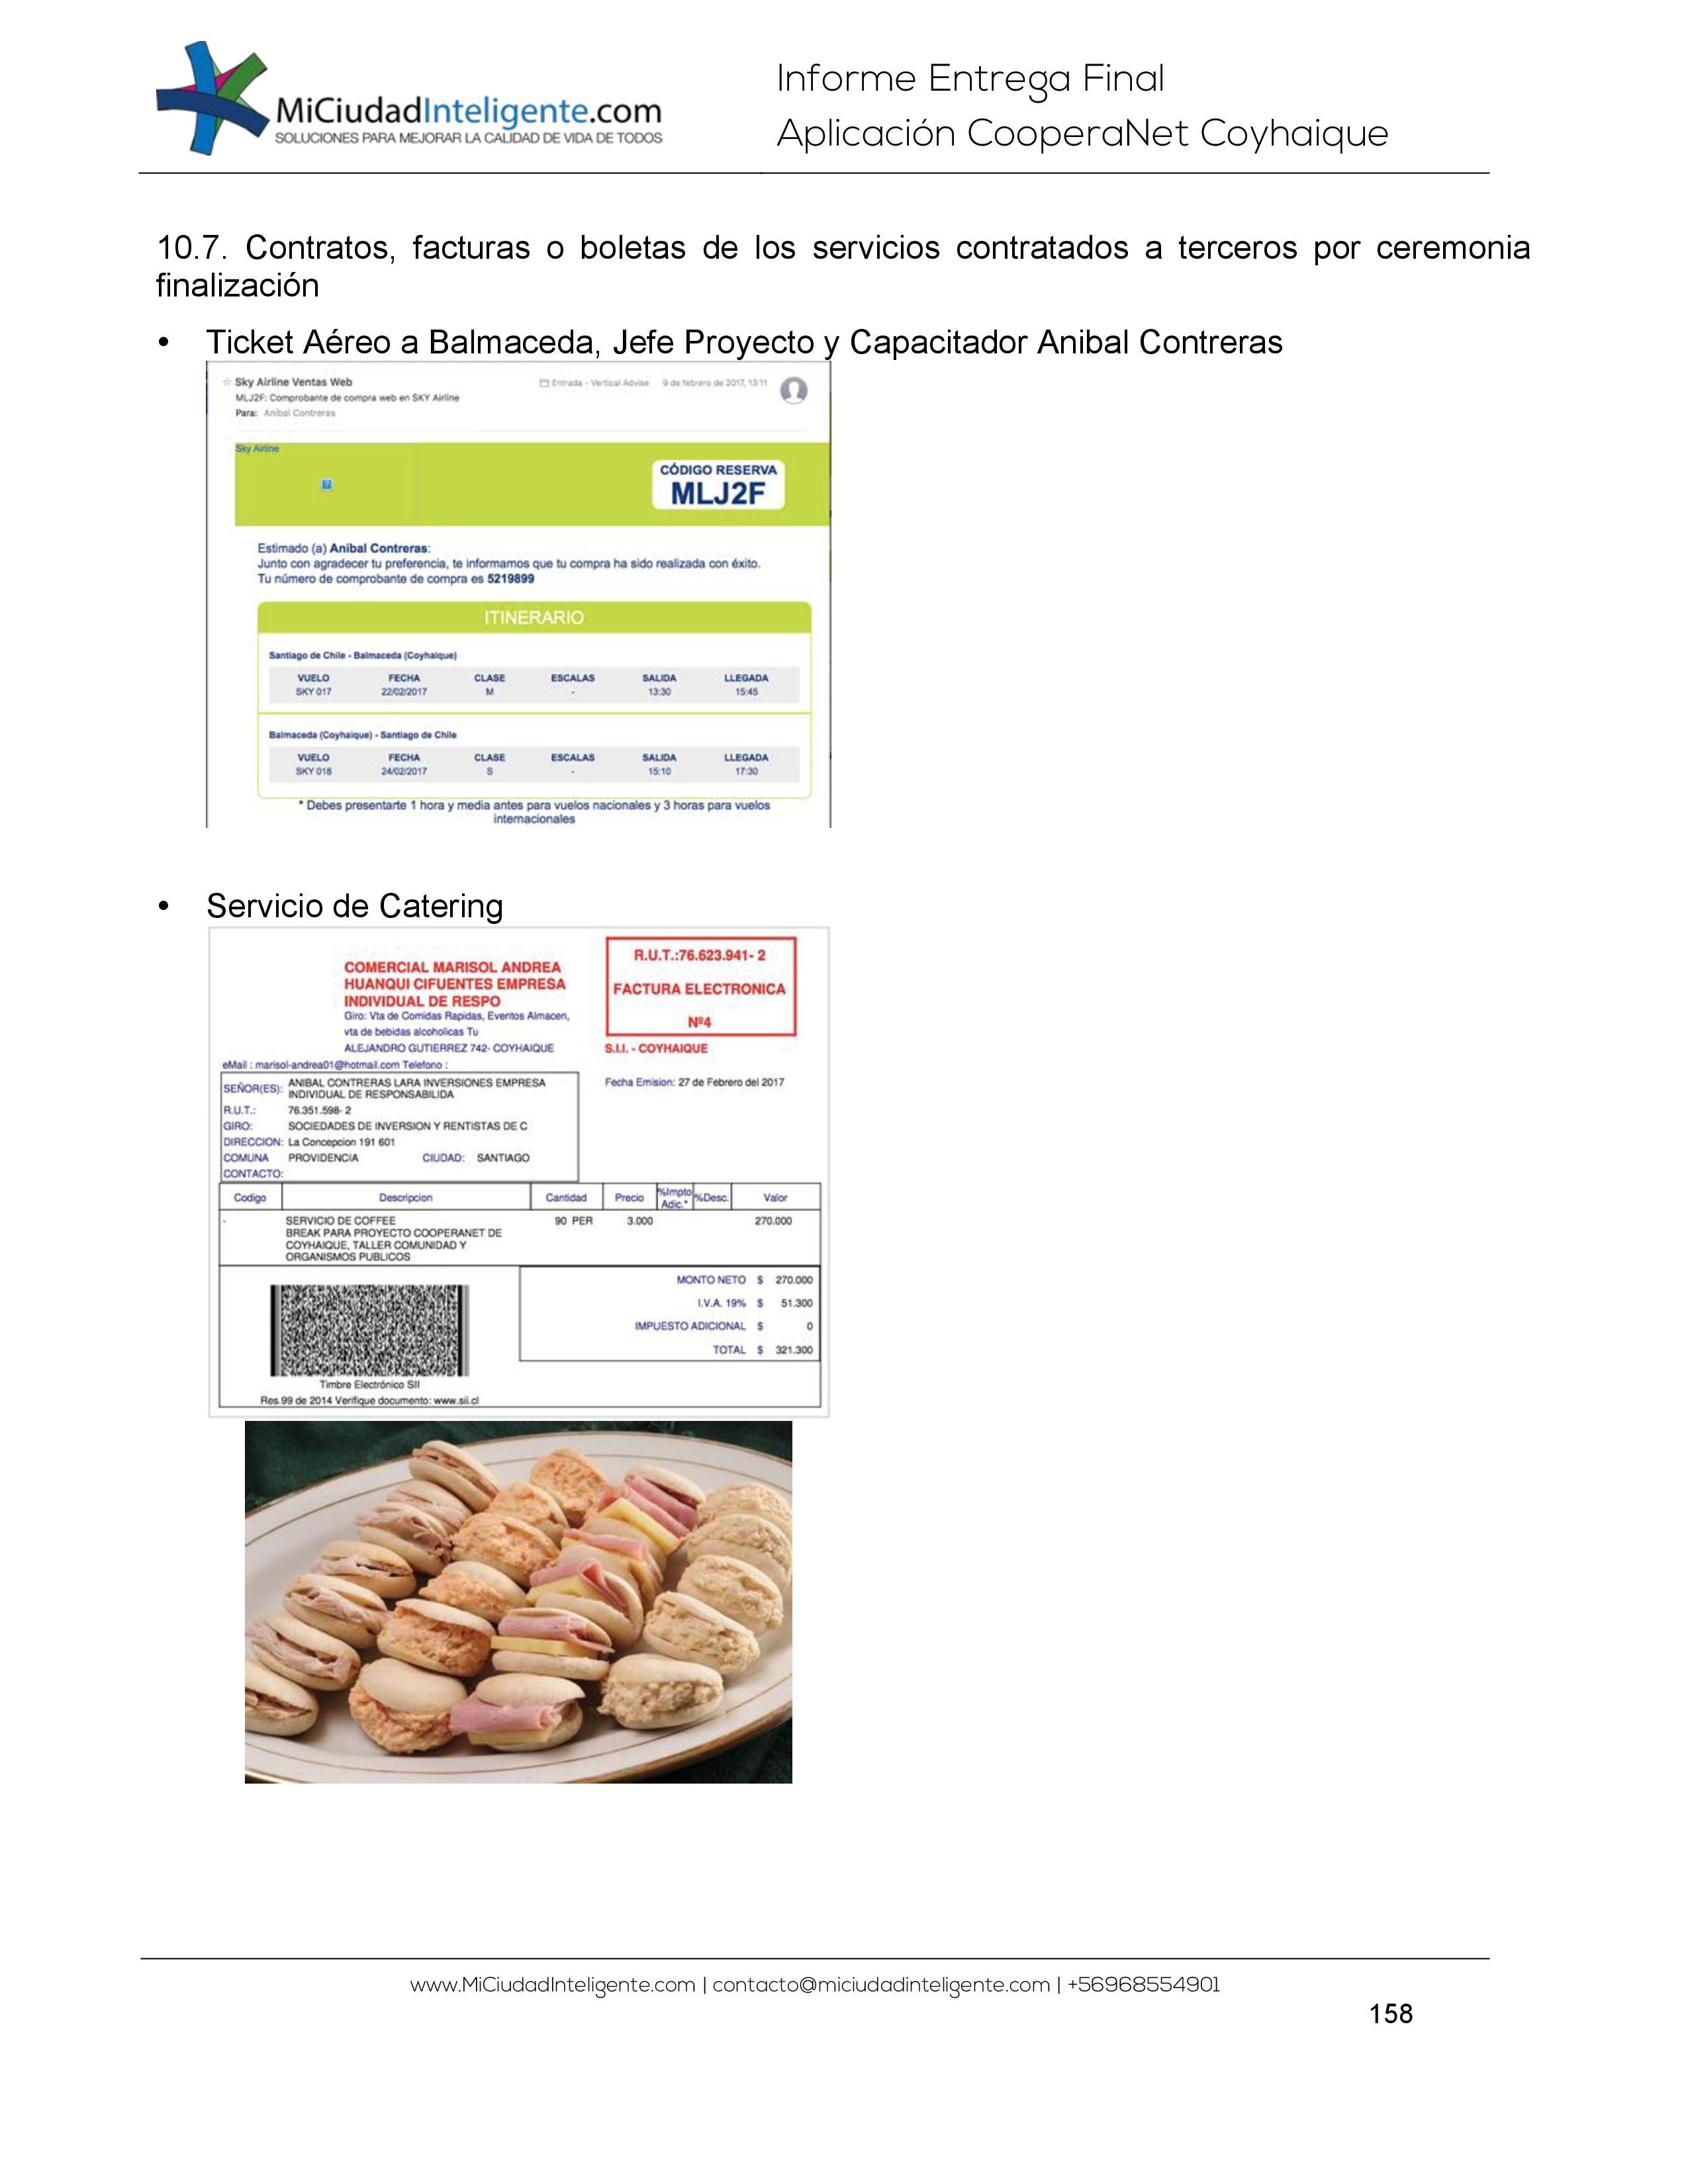 MiCiudadInteligente.com
SOLUCIONES PARA MEJORAR LA CALIDAD DE VIDA DE TODOS
Informe Entrega Final
Aplicación CooperaNet Coyhaique
10.7. Contratos, facturas o boletas de los servicios contratados a terceros por ceremonia
finalización
• Ticket Aéreo a Balmaceda, Jefe Proyecto y Capacitador Anibal Contreras
Sky Airline Ventas Web
Entrada - Vertical Advise 9 de febrero de 2017, 13:11
MLJ2F: Comprobante de compra web en SKY Airline
Para: Anibal Contreras
Sky Airline
CÓDIGO RESERVA
MLJ2F
Estimado (a) Anibal Contreras:
Junto con agradecer tu preferencia, te informamos que tu compra ha sido realizada con éxito.
Tu número de comprobante de compra es 5219899
ITINERARIO
Santiago de Chile - Balmaceda (Coyhaique)
VUELO FECHA CLASE ESCALAS SALIDA LLEGADA
SKY 017 22/02/2017 M - 13:30 15:45
Balmaceda (Coyhaique) - Santiago de Chile
VUELO FECHA CLASE ESCALAS SALIDA LLEGADA
SKY 018 24/02/2017 S - 15:10 17:30
* Debes presentarte 1 hora y media antes para vuelos nacionales y 3 horas para vuelos
internacionales
• Servicio de Catering
COMERCIAL MARISOL ANDREA
HUANQUI CIFUENTES EMPRESA
INDIVIDUAL DE RESPO
Giro: Vta de Comidas Rapidas, Eventos Almacen,
vta de bebidas alcoholicas Tu
ALEJANDRO GUTIERREZ 742- COYHAIQUE
eMail : marisol-andrea01@hotmail.com Telefono :
R.U.T.:76.623.941- 2
FACTURA ELECTRONICA
Nº4
S.I.I. - COYHAIQUE
Fecha Emision: 27 de Febrero del 2017
SEÑOR(ES): ANIBAL CONTRERAS LARA INVERSIONES EMPRESA
INDIVIDUAL DE RESPONSABILIDA
R.U.T.: 76.351.598- 2
GIRO: SOCIEDADES DE INVERSION Y RENTISTAS DE C
DIRECCION: La Concepcion 191 601
COMUNA PROVIDENCIA CIUDAD: SANTIAGO
CONTACTO:
Codigo Descripcion Cantidad Precio %Impto Adic.* %Desc. Valor
- SERVICIO DE COFFEE 90 PER 3.000 270.000
BREAK PARA PROYECTO COOPERANET DE
COYHAIQUE, TALLER COMUNIDAD Y
ORGANISMOS PUBLICOS
MONTO NETO $ 270.000
I.V.A. 19% $ 51.300
IMPUESTO ADICIONAL $ 0
TOTAL $ 321.300
Timbre Electrónico SII
Res.99 de 2014 Verifique documento: www.sii.cl
www.MiCiudadInteligente.com | contacto@miciudadinteligente.com | +56968554901
158